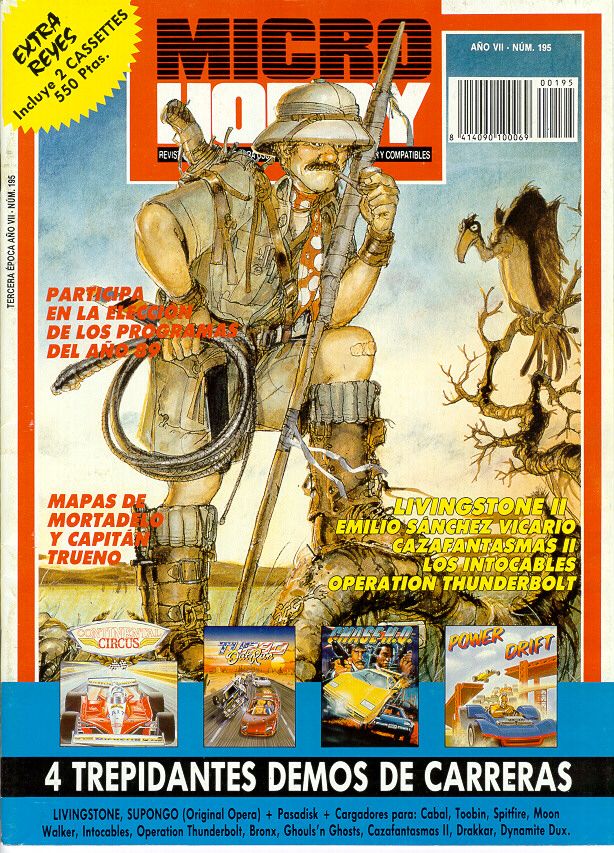 EXTRA
REYES
Incluye 2 CASSETTES
550 Ptas.
MICRO
HOBBY
AÑO VII - NÚM. 195
00195
8 414090 100069
Y COMPATIBLES
TERCERA ÉPOCA AÑO VII - NÚM. 195
PARTICIPA
EN LA ELECCIÓN
DE LOS PROGRAMAS
DEL AÑO 89
MAPAS DE
MORTADELO
Y CAPITÁN
TRUENO
LIVINGSTONE II
EMILIO SÁNCHEZ VICARIO
CAZAFANTASMAS II
LOS INTOCABLES
OPERATION THUNDERBOLT
CONTINENTAL
CIRCUS
TURBO
OutRun
CHASE H.Q.
POWER
DRIFT
4 TREPIDANTES DEMOS DE CARRERAS
LIVINGSTONE, SUPONGO (Original Opera) + Pasadisk + Cargadores para: Cabal, Toobin, Spitfire, Moon
Walker, Intocables, Operation Thunderbolt, Bronx, Ghouls'n Ghosts, Cazafantasmas II, Drakkar, Dynamite Dux.